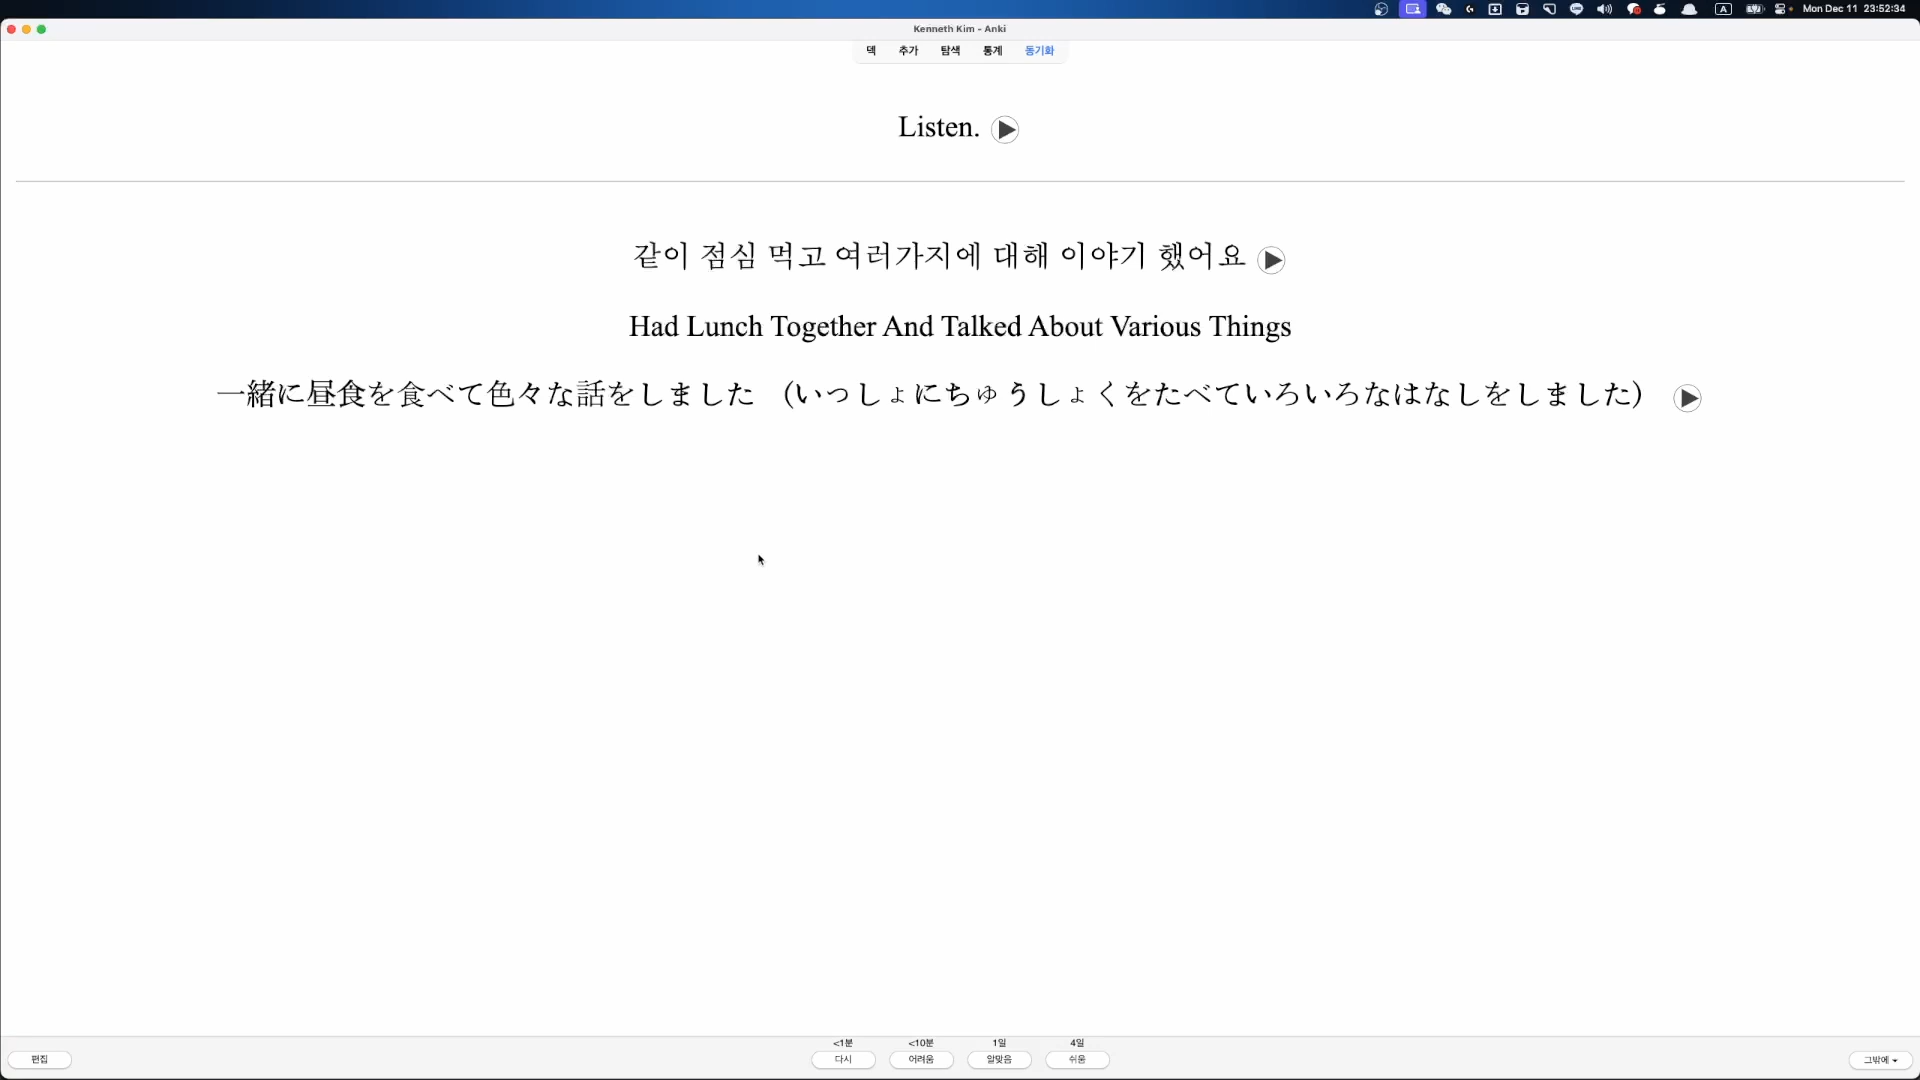 Mon Dec 11 23:52:34
Kenneth Kim - Anki
덱 추가 탐색 통계 동기화
Listen.
같이 점심 먹고 여러가지에 대해 이야기 했어요
Had Lunch Together And Talked About Various Things
一緒に昼食を食べて色々な話をしました （いっしょにちゅうしょくをたべていろいろなはなしをしました）
<1분 <10분 1일 4일
편집 다시 어려움 알맞음 쉬움 그밖에